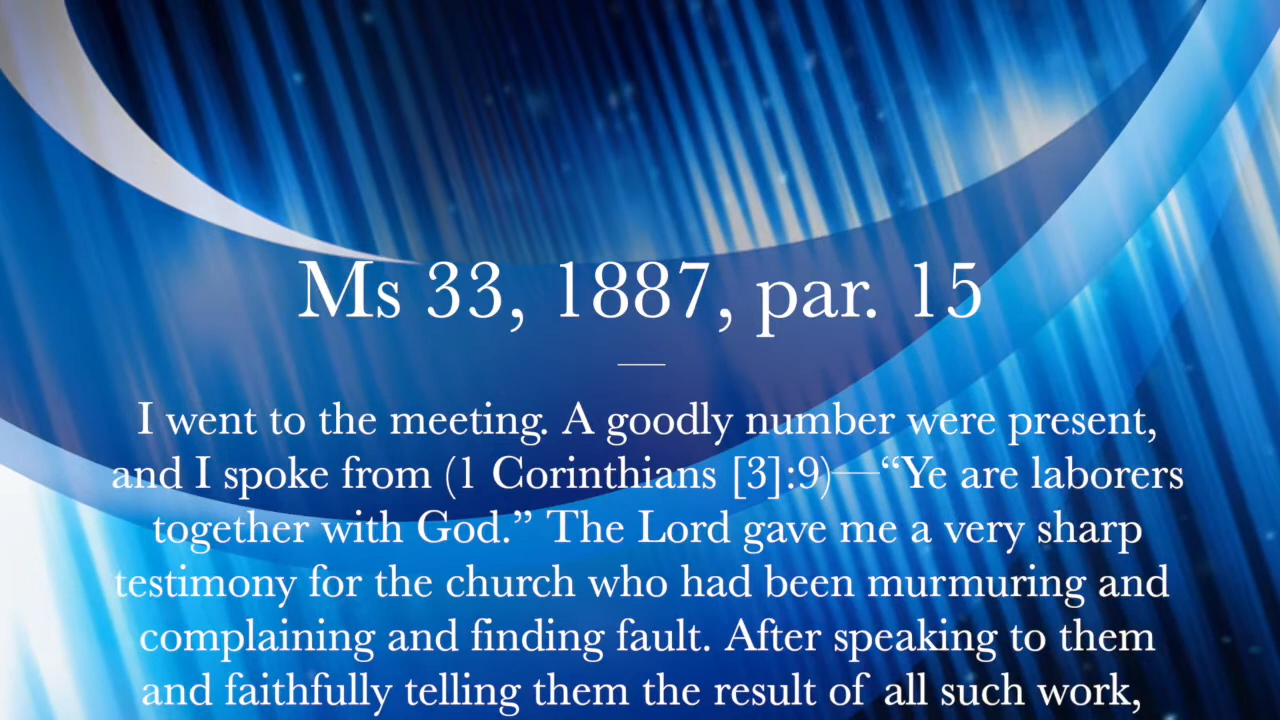 Ms 33, 1887, par. 15
I went to the meeting. A goodly number were present,
and I spoke from (1 Corinthians [3]:9)—“Ye are laborers
together with God.” The Lord gave me a very sharp
testimony for the church who had been murmuring and
complaining and finding fault. After speaking to them
and faithfully telling them the result of all such work,